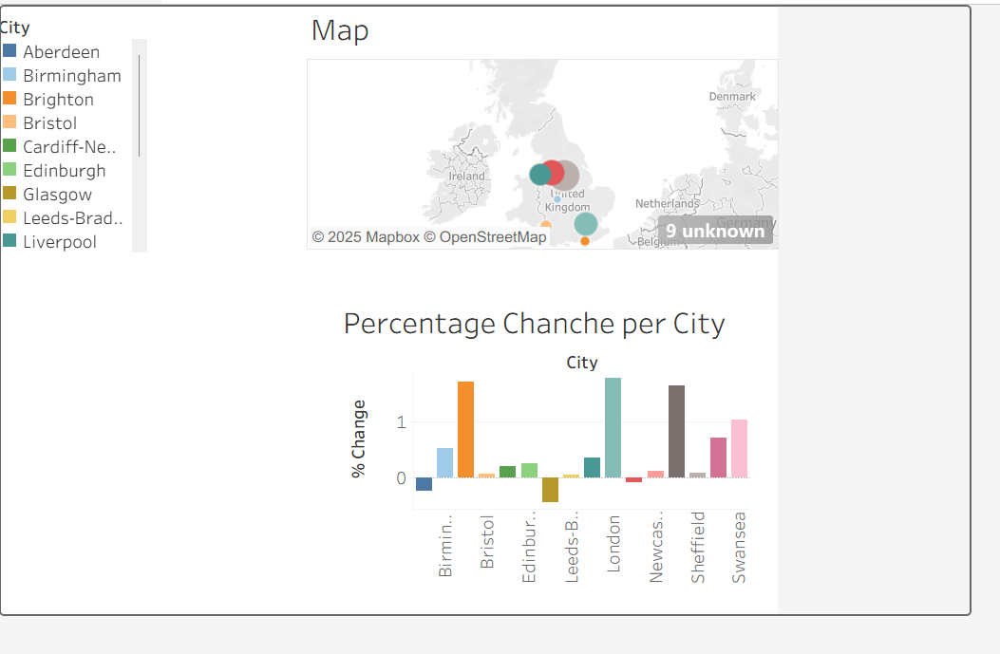 City
Aberdeen
Birmingham
Brighton
Bristol
Cardiff-Ne..
Edinburgh
Glasgow
Leeds-Brad..
Liverpool
Map
Denmark
Ireland
United
Kingdom
Netherlands
Germany
9 unknown
Belgium
© 2025 Mapbox © OpenStreetMap
Percentage Chanche per City
City
% Change
1
0
Birmin..
Bristol
Edinbur..
Leeds-B..
London
Newcas..
Sheffield
Swansea